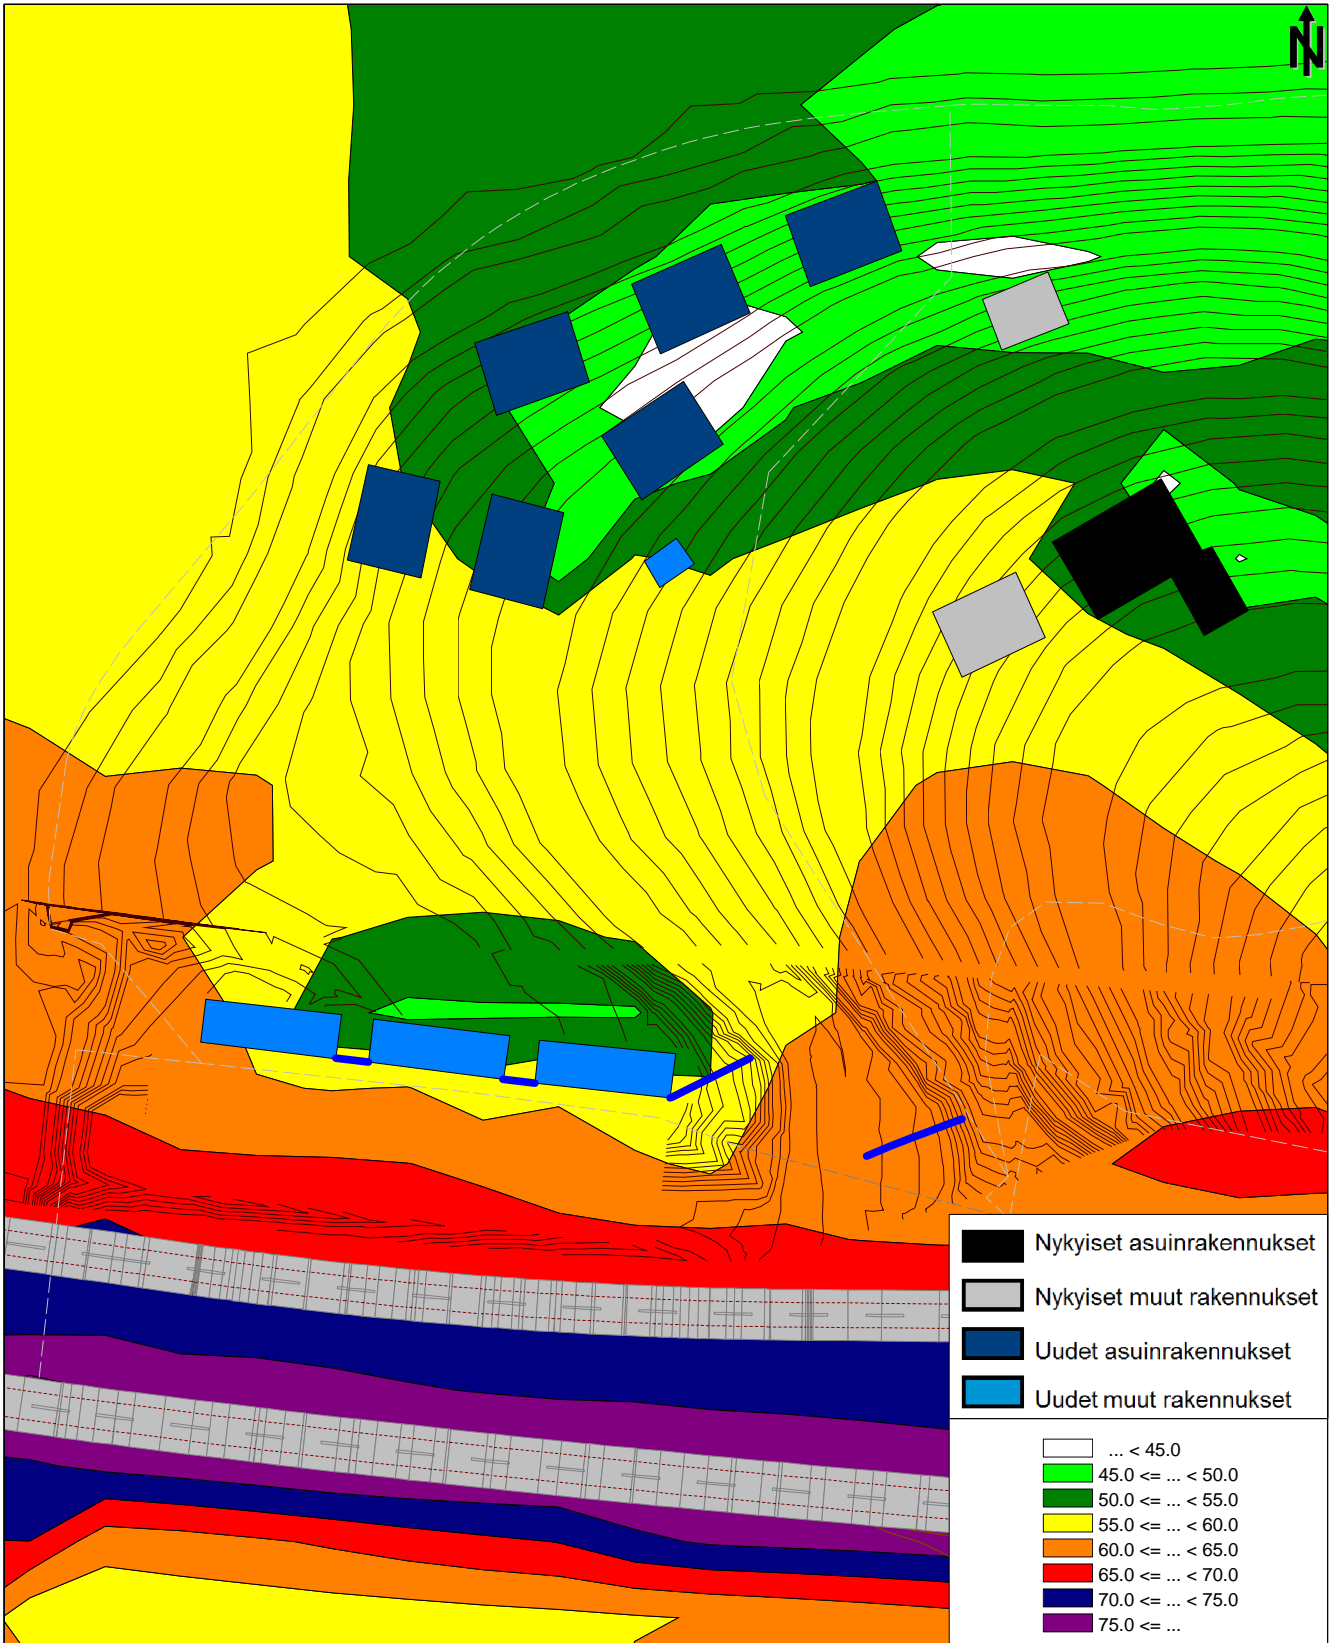 N
Nykyiset asuinrakennukset
Nykyiset muut rakennukset
Uudet asuinrakennukset
Uudet muut rakennukset
... < 45.0
45.0 <= ... < 50.0
50.0 <= ... < 55.0
55.0 <= ... < 60.0
60.0 <= ... < 65.0
65.0 <= ... < 70.0
70.0 <= ... < 75.0
75.0 <= ...